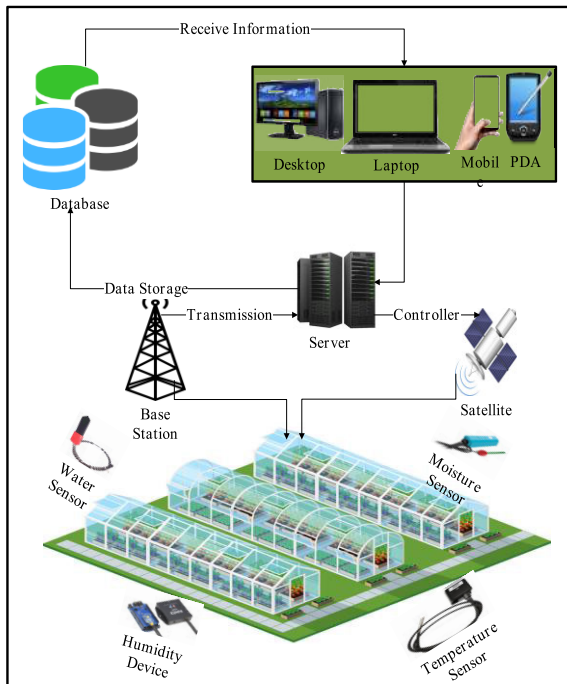 Receive Information
Desktop
Laptop
Mobil
e
PDA
Database
Data Storage
Transmission
Server
Controller
Base
Station
Satellite
Water
Sensor
Moisture
Sensor
Humidity
Device
Temperature
Sensor